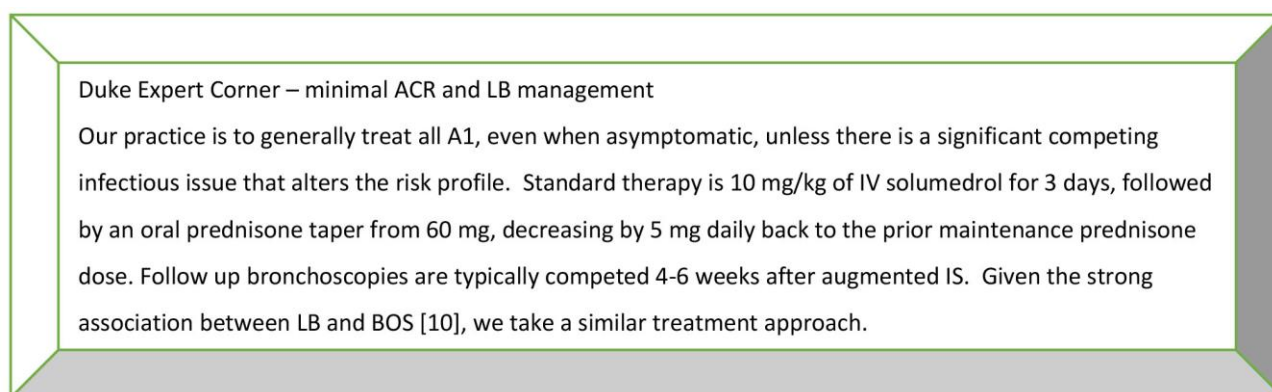 Duke Expert Corner – minimal ACR and LB management
Our practice is to generally treat all A1, even when asymptomatic, unless there is a significant competing
infectious issue that alters the risk profile.  Standard therapy is 10 mg/kg of IV solumedrol for 3 days, followed
by an oral prednisone taper from 60 mg, decreasing by 5 mg daily back to the prior maintenance prednisone
dose. Follow up bronchoscopies are typically competed 4-6 weeks after augmented IS.  Given the strong
association between LB and BOS [10], we take a similar treatment approach.